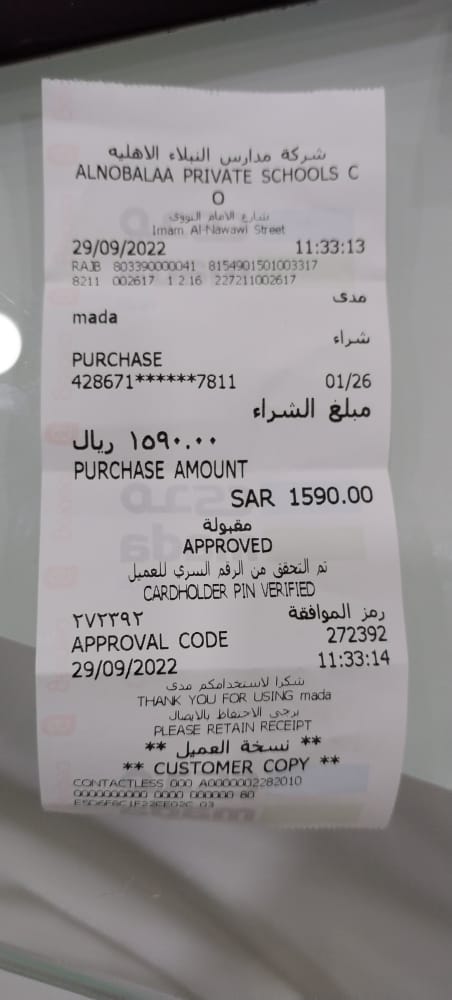 شركة مدارس النبلاء الاهليه
ALNOBALAA PRIVATE SCHOOLS C
O
شارع الامام النووي
Imam Al-Nawawi Street
29/09/2022 11:33:13
RAJB 803390000041 8154901501003317
8211 002617 1 2.16 227211002617
مدى
mada
شراء
PURCHASE
428671******7811 01/26
مبلغ الشراء
١٥٩٠.٠٠ ريال
PURCHASE AMOUNT
SAR 1590.00
مقبولة
APPROVED
تم التحقق من الرقم السري للعميل
CARDHOLDER PIN VERIFIED
رمز الموافقة ٢٧٢٣٩٢
APPROVAL CODE 272392
29/09/2022 11:33:14
شكرا لاستخدامكم مدى
THANK YOU FOR USING mada
يرجى الاحتفاظ بالايصال
PLEASE RETAIN RECEIPT
** نسخة العميل **
** CUSTOMER COPY **
CONTACTLESS 000 A0000002282010
0000000000 0000 000000 80